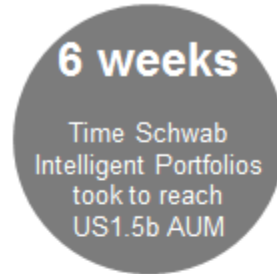 6 weeks
Time Schwab
Intelligent Portfolios
took to reach
US1.5b AUM